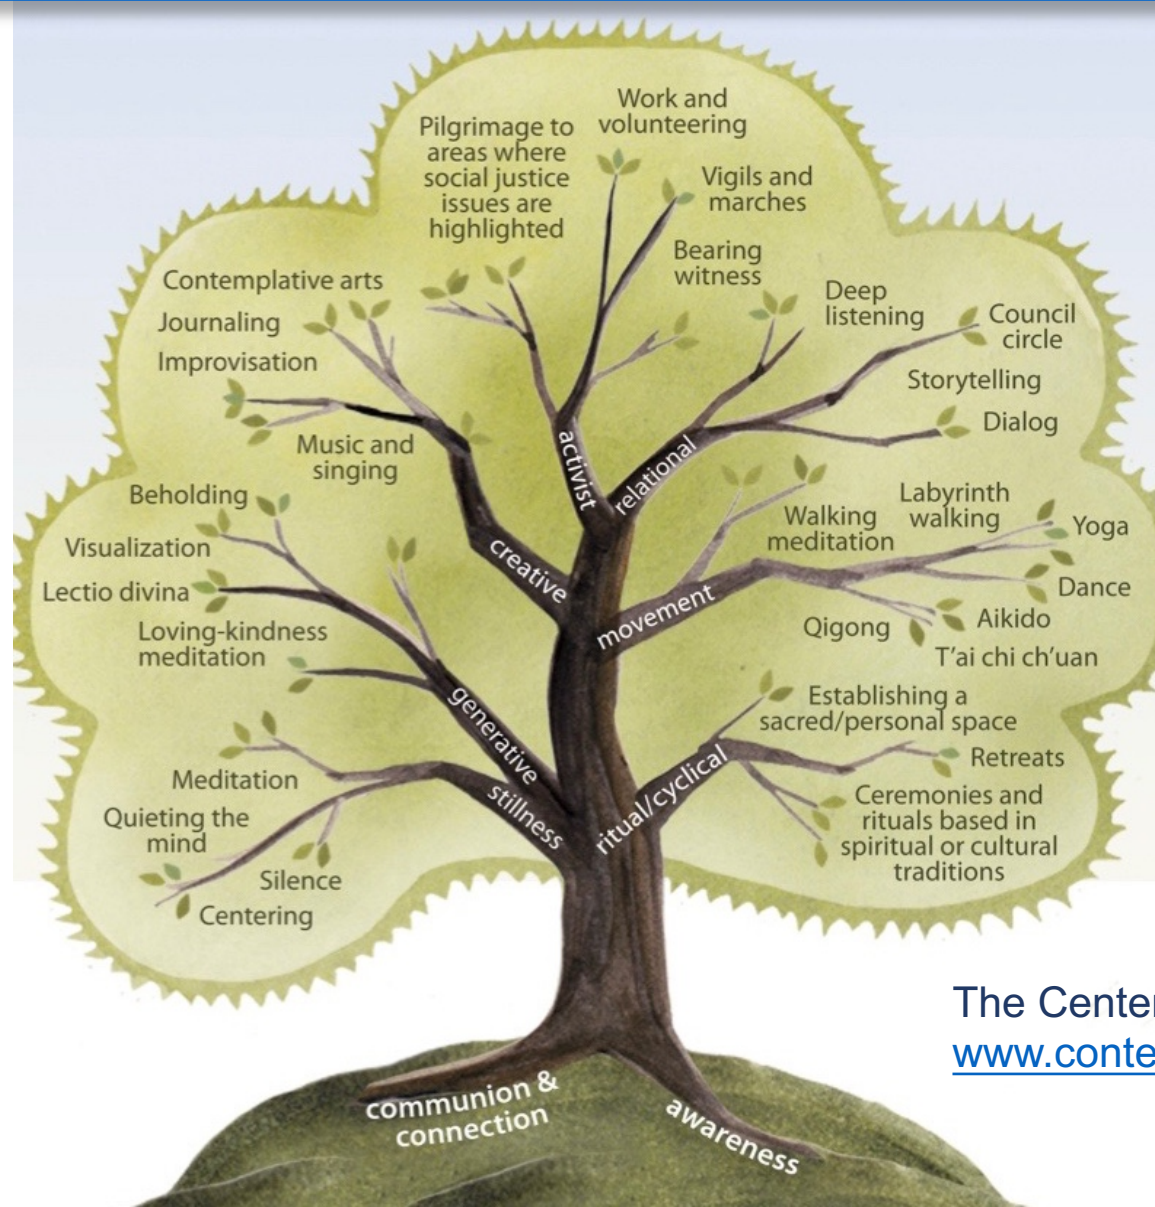 Work and
volunteering
Pilgrimage to
areas where
social justice
issues are
highlighted
Vigils and
marches
Bearing
witness
Contemplative arts
Journaling
Improvisation
Music and
singing
Deep
listening
Council
circle
Storytelling
Dialog
activist
relational
Beholding
Visualization
Lectio divina
Loving-kindness
meditation
creative
Walking
meditation
Labyrinth
walking
Yoga
Dance
Aikido
Qigong
T'ai chi ch'uan
movement
generative
Establishing a
sacred/personal space
Retreats
Ceremonies and
rituals based in
spiritual or cultural
traditions
ritual/cyclical
Meditation
Quieting the
mind
Silence
Centering
stillness
The Center
www.conte
communion &
connection
awareness